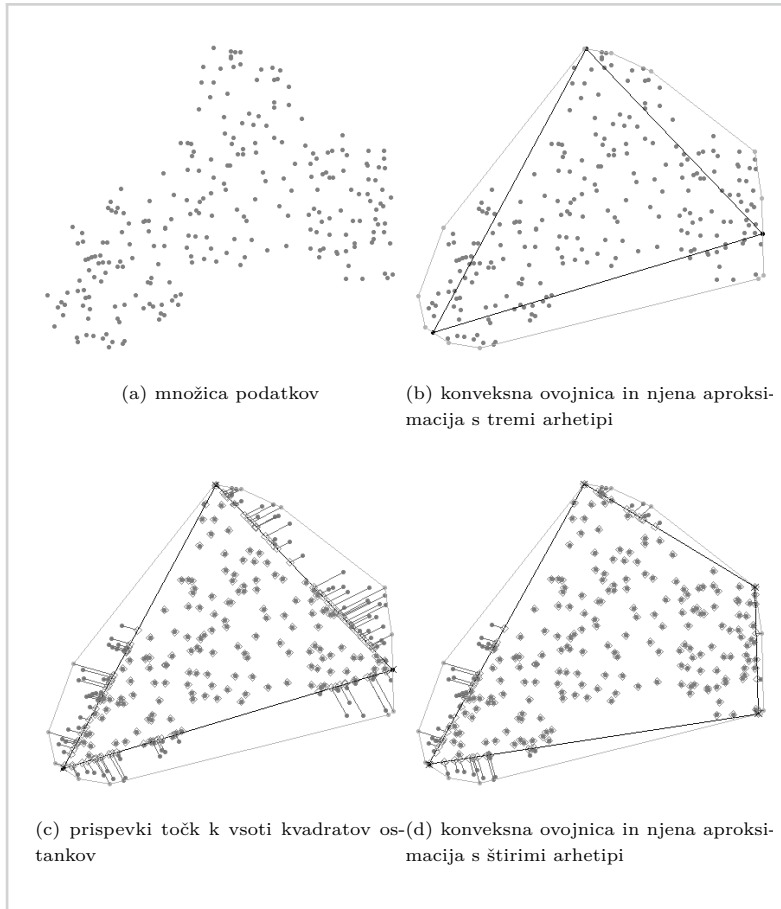 (a) množica podatkov
(b) konveksna ovojnica in njena aproksi-
macija s tremi arhetipi
(c) prispevki točk k vsoti kvadratov os-
tankov
(d) konveksna ovojnica in njena aproksi-
macija s štirimi arhetipi